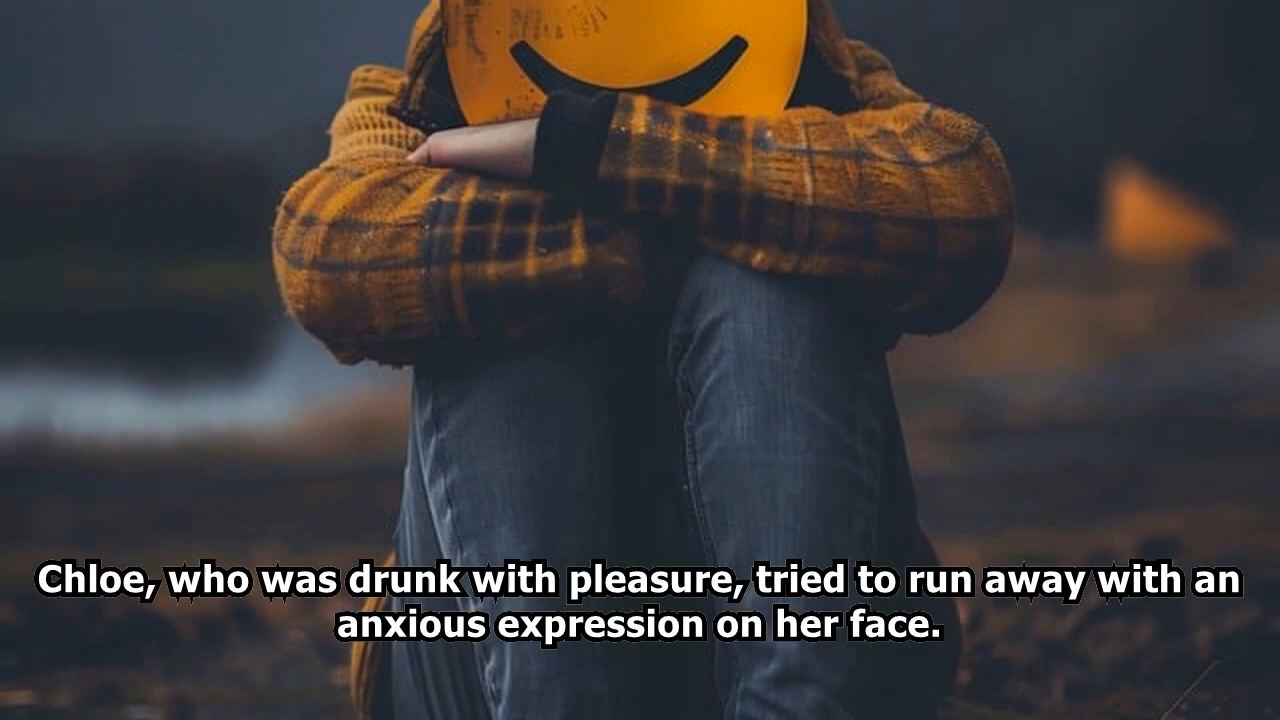 Chloe, who was drunk with pleasure, tried to run away with an
anxious expression on her face.